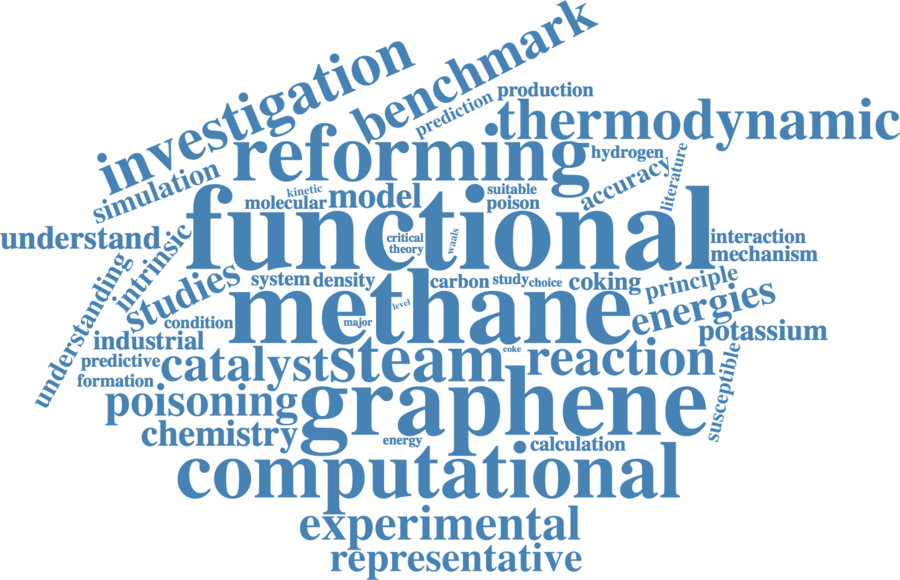 investigation
benchmark
prediction
production
thermodynamic
reforming
hydrogen
literature
simulation
accuracy
kinetic
molecular
model
suitable
poison
functional
understand
intrinsic
critical
theory
waals
interaction
mechanism
understanding
studies
system
density
carbon
study
choice
coking
principle
methane
energies
level
condition
major
potassium
industrial
predictive
catalyst
steam
coke
reaction
susceptible
formation
poisoning
graphene
chemistry
energy
calculation
computational
experimental
representative